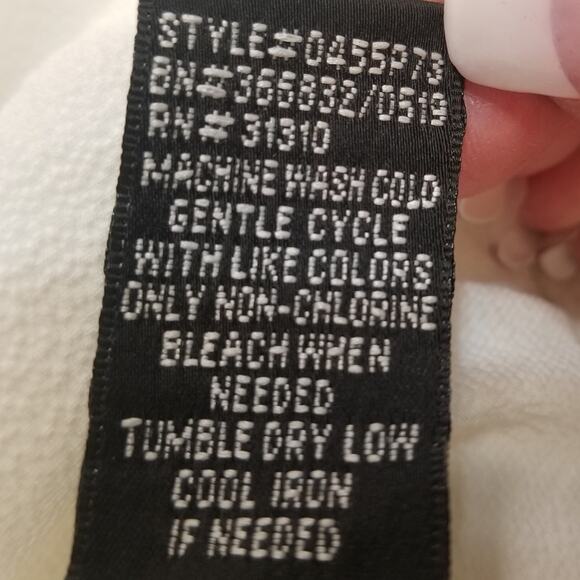 STYLE#0455P73
BN#366832/0519
RN#31310
MACHINE WASH COLD
GENTLE CYCLE
WITH LIKE COLORS
ONLY NON-CHLORINE
BLEACH WHEN
NEEDED
TUMBLE DRY LOW
COOL IRON
IF NEEDED